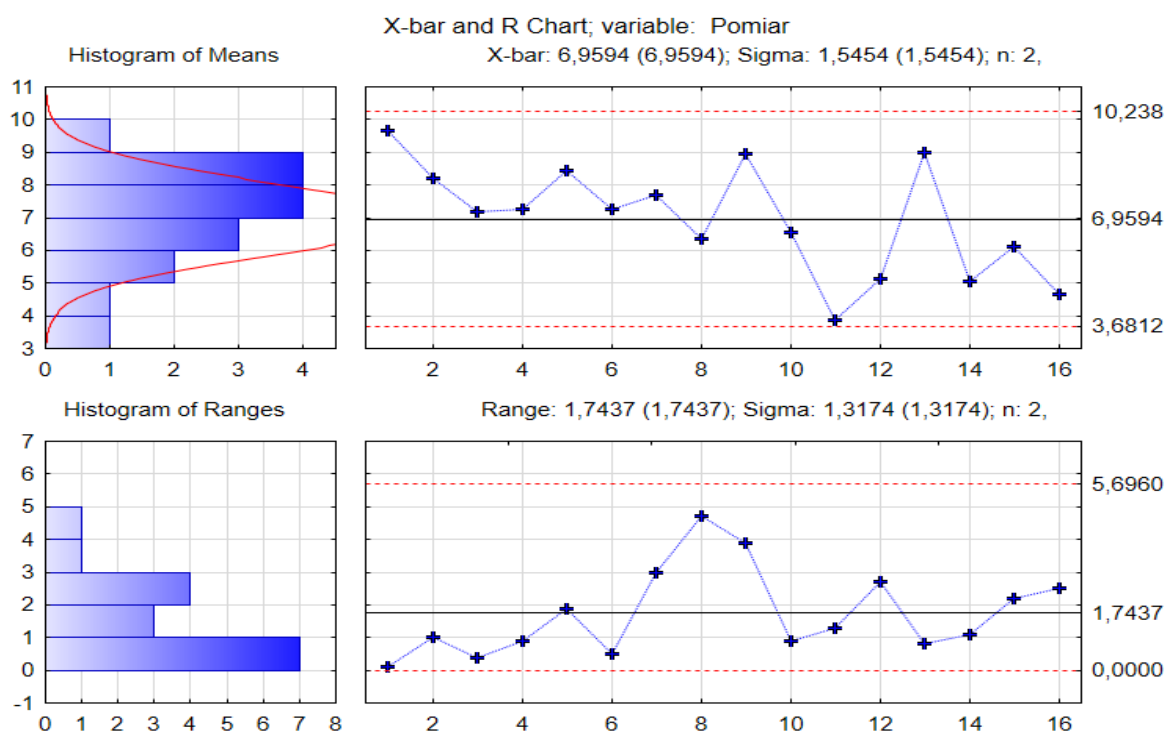 X-bar and R Chart; variable: Pomiar
Histogram of Means
X-bar: 6,9594 (6,9594); Sigma: 1,5454 (1,5454); n: 2,
11
10
9
8
7
6
5
4
3
0 1 2 3 4
10,238
6,9594
3,6812
2 4 6 8 10 12 14 16
Histogram of Ranges
Range: 1,7437 (1,7437); Sigma: 1,3174 (1,3174); n: 2,
7
6
5
4
3
2
1
0
-1
0 1 2 3 4 5 6 7 8
5,6960
1,7437
0,0000
2 4 6 8 10 12 14 16